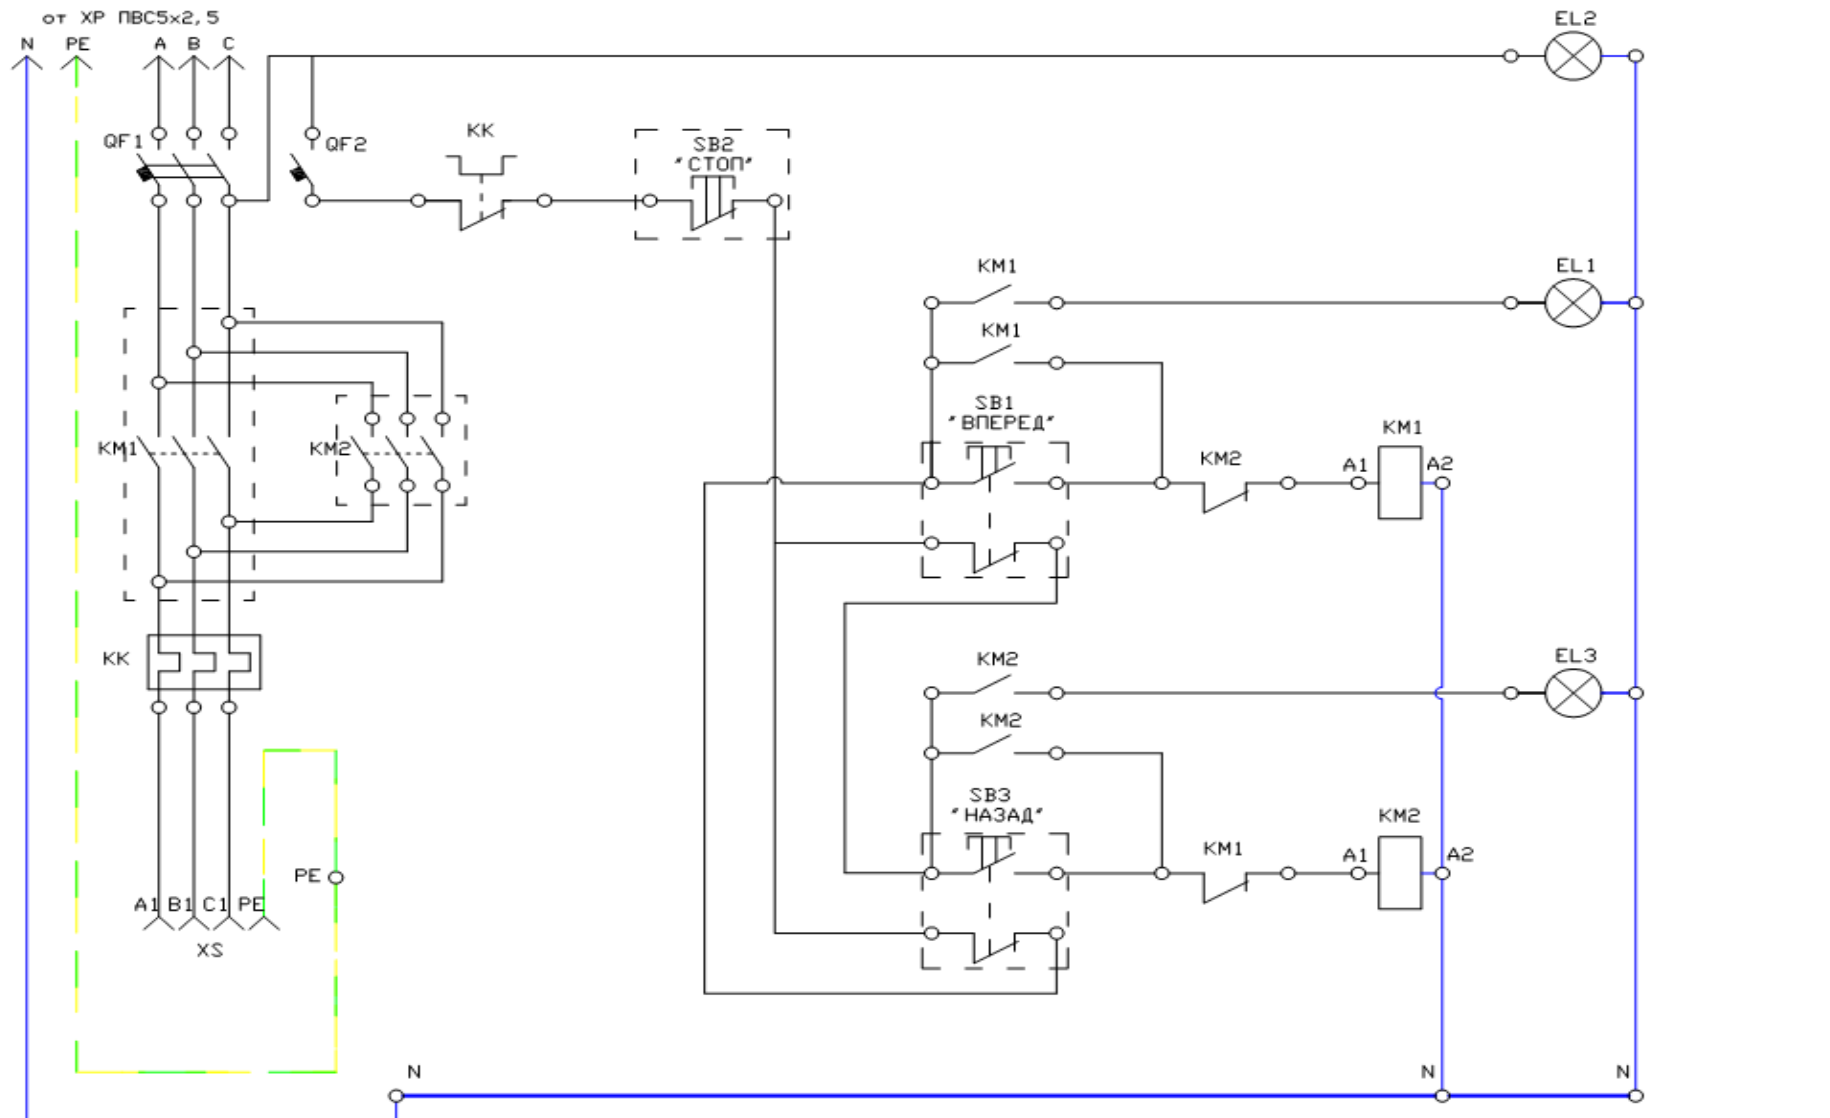 от ХР ПВС5х2,5
N PE A B C
EL2
QF1
QF2
KK
SB2
"СТОП"
KM1
EL1
KM1
SB1
"ВПЕРЕД"
KM1
KM2
KM2
A1
KM1
A2
KK
KM2
EL3
KM2
SB3
"НАЗАД"
KM1
A1
KM2
A2
PE
A1 B1 C1 PE
XS
N
N
N